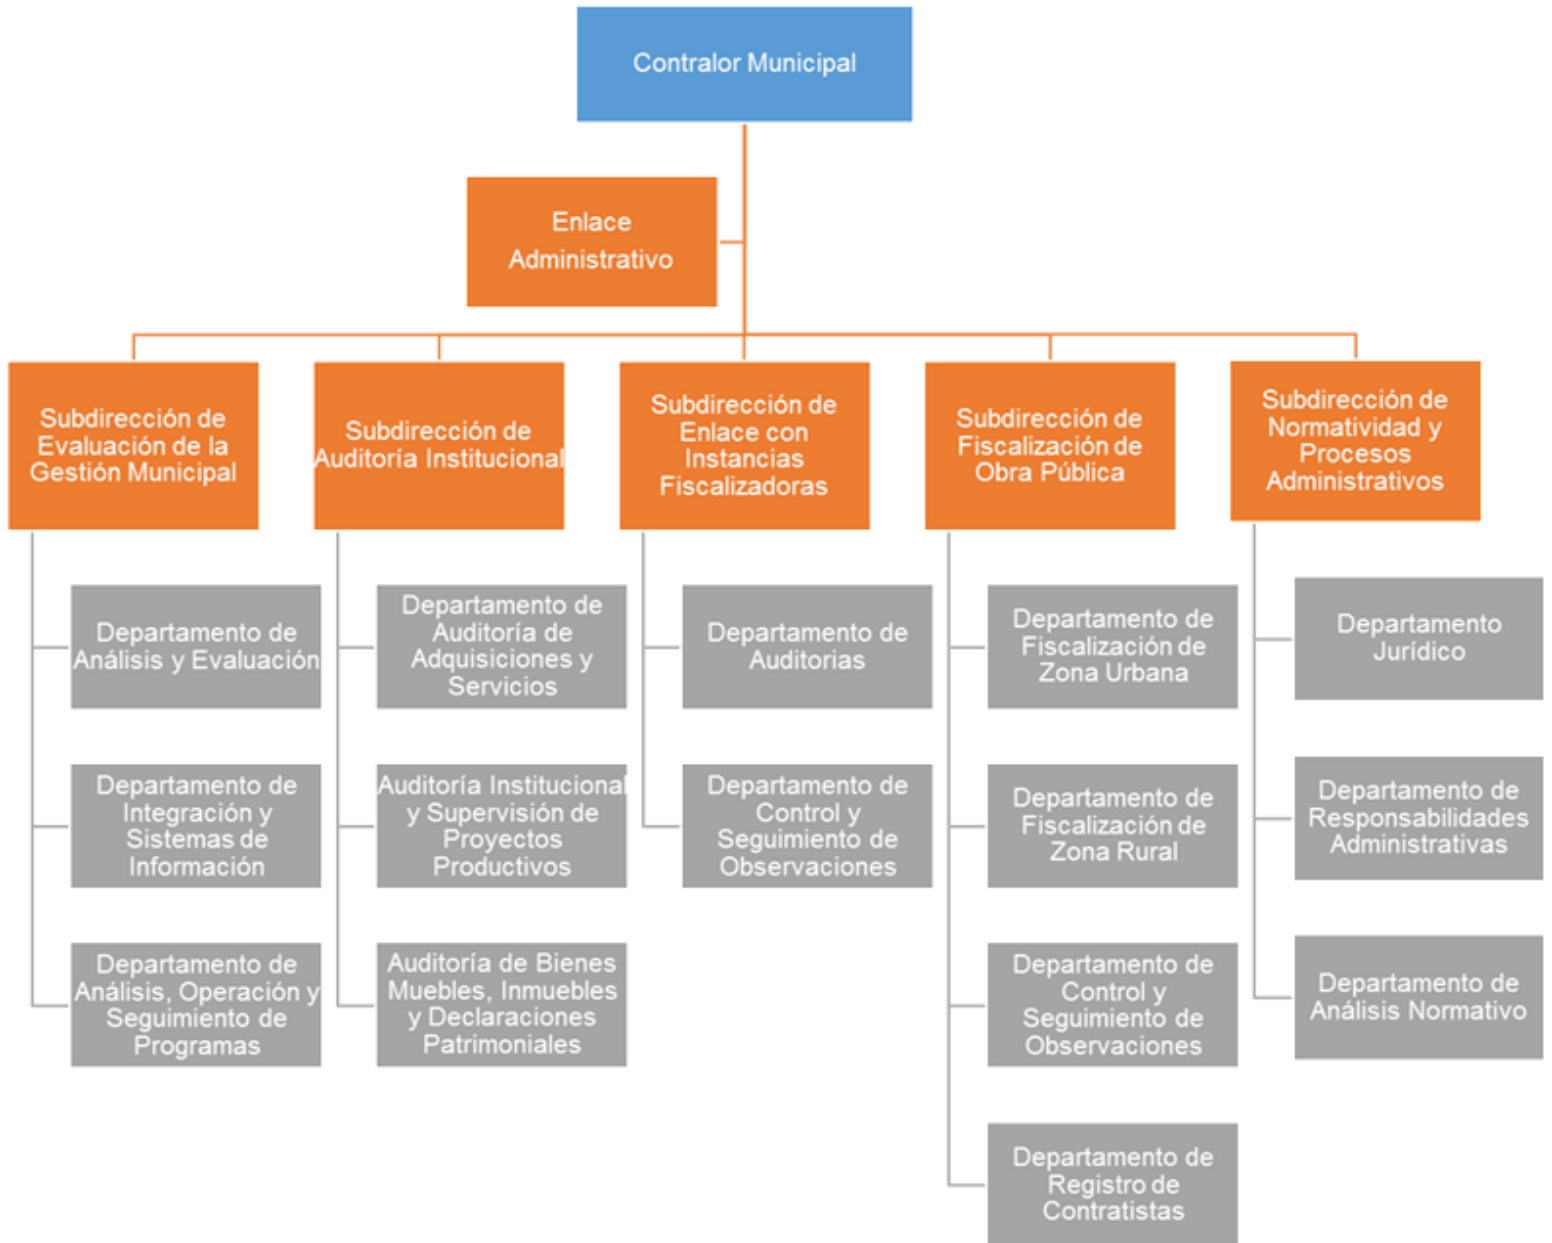 Contralor Municipal
Enlace
Administrativo
Subdirección de
Evaluación de la
Gestión Municipal
Subdirección de
Auditoría Institucional
Subdirección de
Enlace con
Instancias
Fiscalizadoras
Subdirección de
Fiscalización de
Obra Pública
Subdirección de
Normatividad y
Procesos
Administrativos
Departamento de
Análisis y Evaluación
Departamento de
Integración y
Sistemas de
Información
Departamento de
Análisis, Operación y
Seguimiento de
Programas
Departamento de
Auditoría de
Adquisiciones y
Servicios
Auditoría Institucional
y Supervisión de
Proyectos
Productivos
Auditoría de Bienes
Muebles, Inmuebles
y Declaraciones
Patrimoniales
Departamento de
Auditorias
Departamento de
Control y
Seguimiento de
Observaciones
Departamento de
Fiscalización de
Zona Urbana
Departamento de
Fiscalización de
Zona Rural
Departamento de
Control y
Seguimiento de
Observaciones
Departamento de
Registro de
Contratistas
Departamento
Jurídico
Departamento de
Responsabilidades
Administrativas
Departamento de
Análisis Normativo